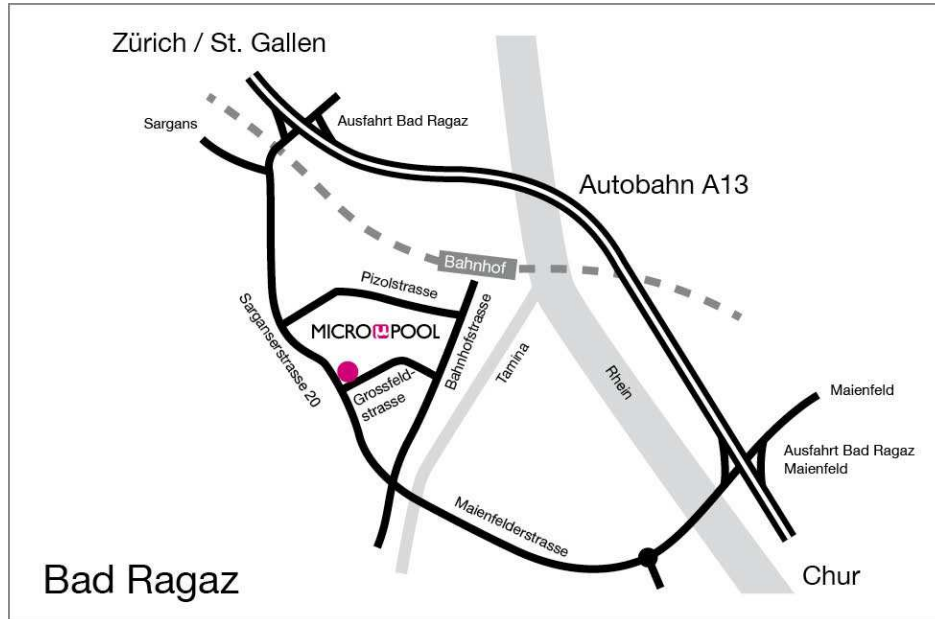 Zürich / St. Gallen
Ausfahrt Bad Ragaz
Sargans
Autobahn A13
Bahnhof
Pizolstrasse
MICROµPOOL
Sarganserstrasse 20
Bahnhofstrasse
Tamina
Rhein
Grossfeld-
strasse
Maienfeld
Ausfahrt Bad Ragaz
Maienfeld
Maienfelderstrasse
Bad Ragaz
Chur